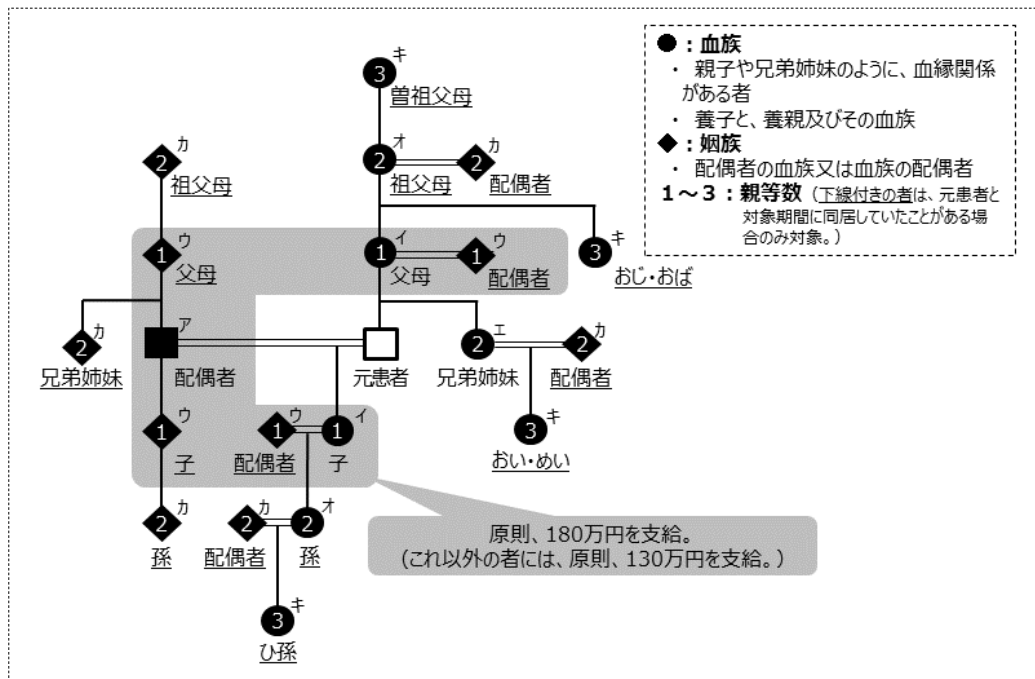 ●：血族
・ 親子や兄弟姉妹のように、血縁関係
がある者
・ 養子と、養親及びその血族
◆：姻族
・ 配偶者の血族又は血族の配偶者
1～3：親等数（下線付きの者は、元患者と
対象期間に同居していたことがある場
合のみ対象。）
3 キ
曽祖父母
2 カ
祖父母
2 オ
祖父母
2 カ
配偶者
1 ウ
父母
1 イ
父母
1 ウ
配偶者
3 キ
おじ・おば
2 カ
兄弟姉妹
ア
配偶者
元患者
2 エ
兄弟姉妹
2 カ
配偶者
1 ウ
子
1 ウ
配偶者
1 イ
子
3 キ
おい・めい
2 カ
孫
2 カ
配偶者
2 オ
孫
原則、180万円を支給。
（これ以外の者には、原則、130万円を支給。）
3 キ
ひ孫